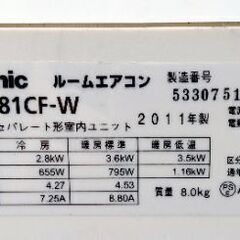 nic ルームエアコン 製造番号
81CF-W 5330751
セパレート形室内ユニット 2011年製
冷房 暖房標準 暖房低温
2.8kW 3.6kW 3.5kW
655W 795W 1.16kW
4.27 4.53
7.25A 8.80A 質量 8.0kg